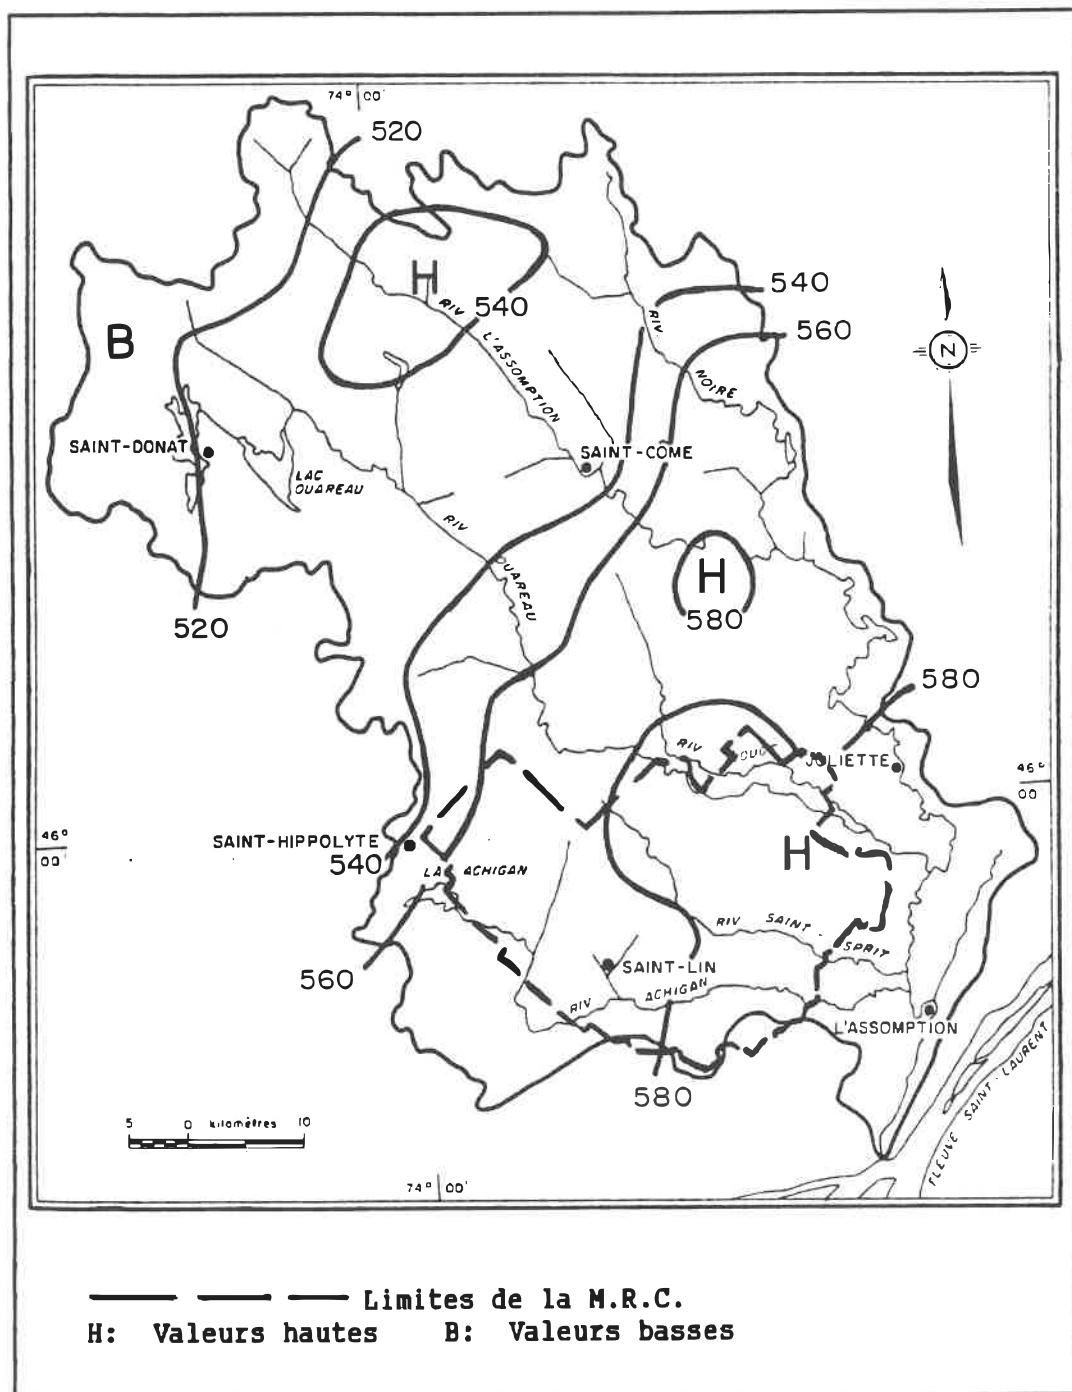 74° 00'
520
H
540
RIV L'ASSOMPTION
540
560
RIV NOIRE
N
B
SAINT-DONAT
SAINT-CÔME
LAC
OUAREAU
RIV OUAREAU
H
580
520
580
RIV
JOLIETTE
46°
00'
46°
00'
SAINT-HIPPOLYTE
540
LA ACHIGAN
H
RIV SAINT-
SPRIT
560
SAINT-LIN
RIV ACHIGAN
L'ASSOMPTION
580
FLEUVE SAINT-LAURENT
5 0 kilomètres 10
74° 00'
Limites de la M.R.C.
H: Valeurs hautes B: Valeurs basses